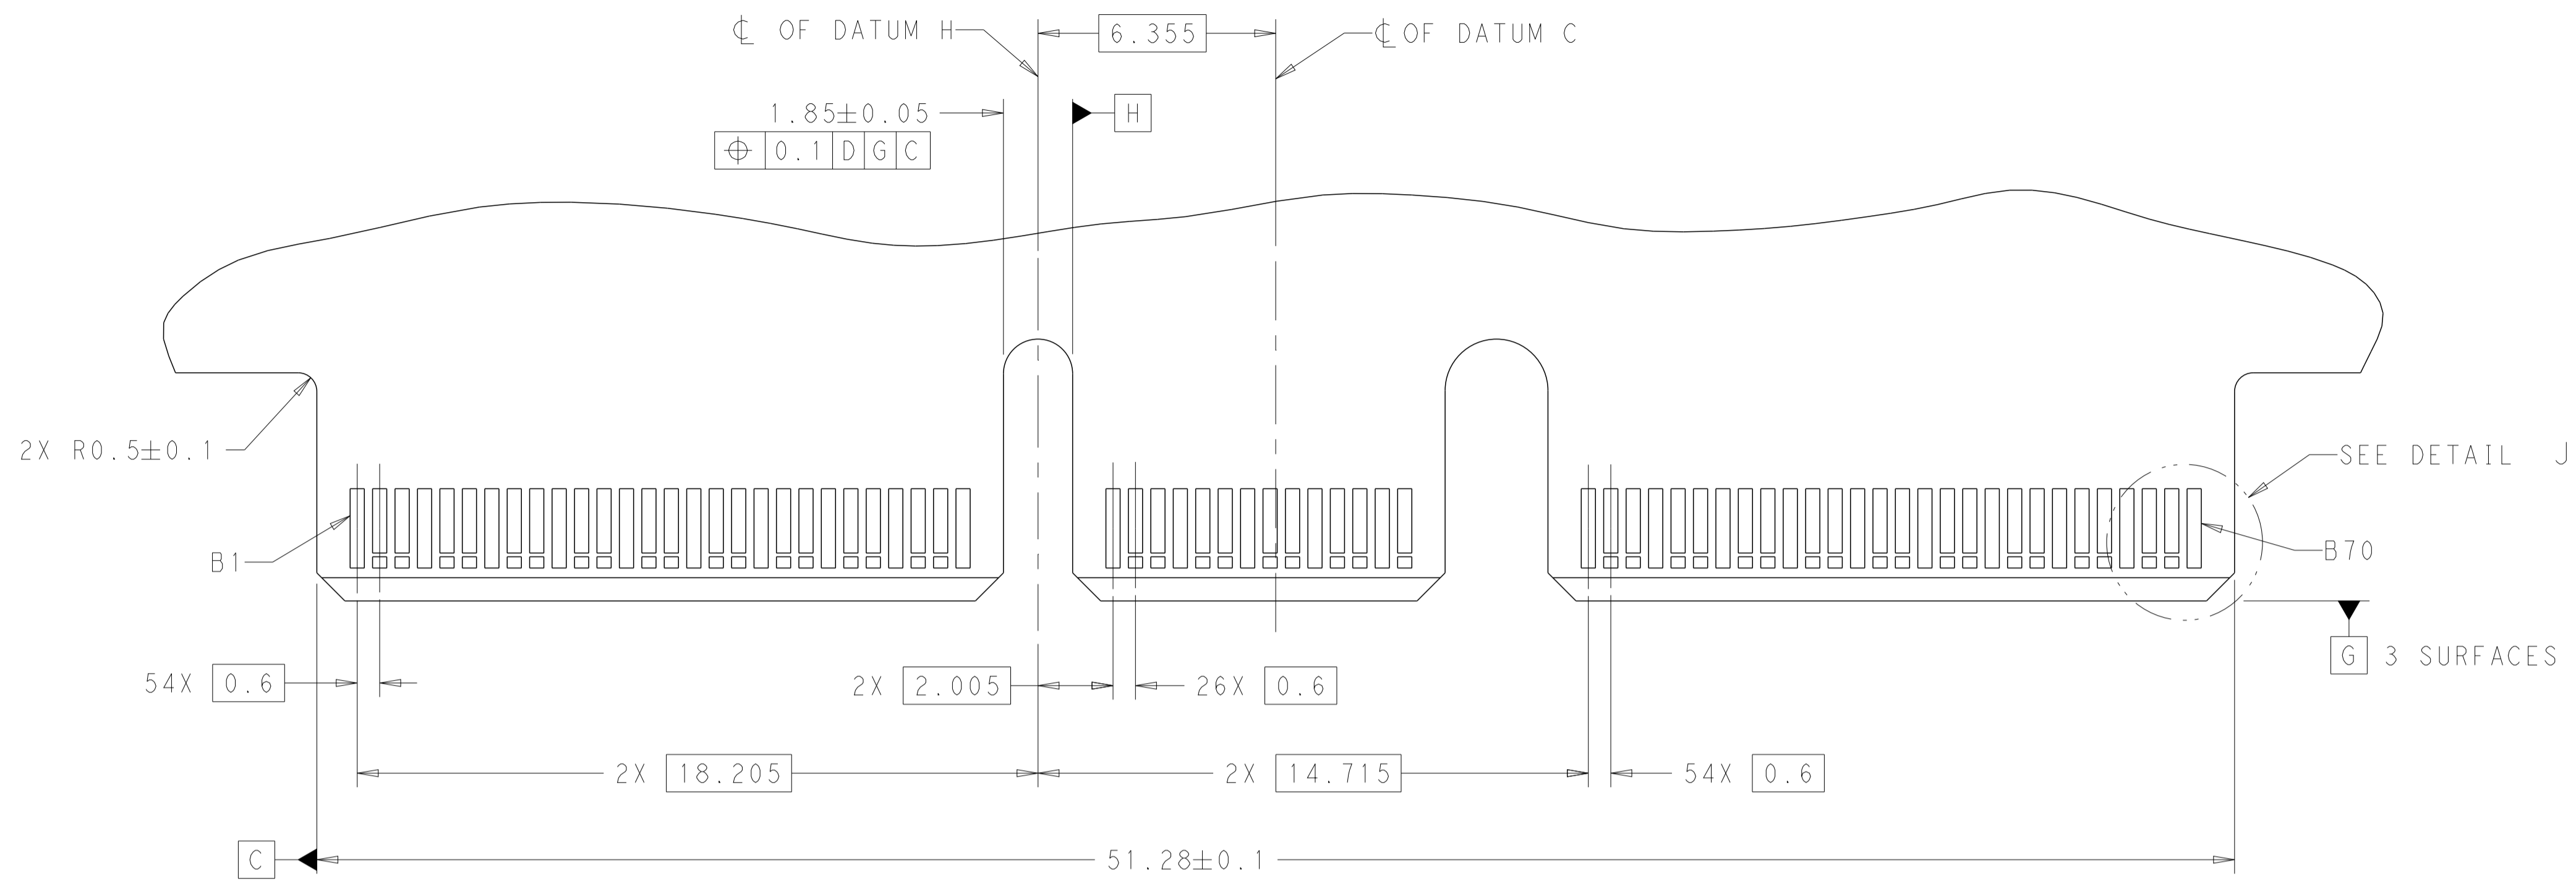 ℄ OF DATUM H
6.355
℄ OF DATUM C
1.85±0.05
H
⌖ 0.1 D G C
2X R0.5±0.1
SEE DETAIL J
B1
B70
G 3 SURFACES
54X 0.6
2X 2.005
26X 0.6
2X 18.205
2X 14.715
54X 0.6
C
51.28±0.1